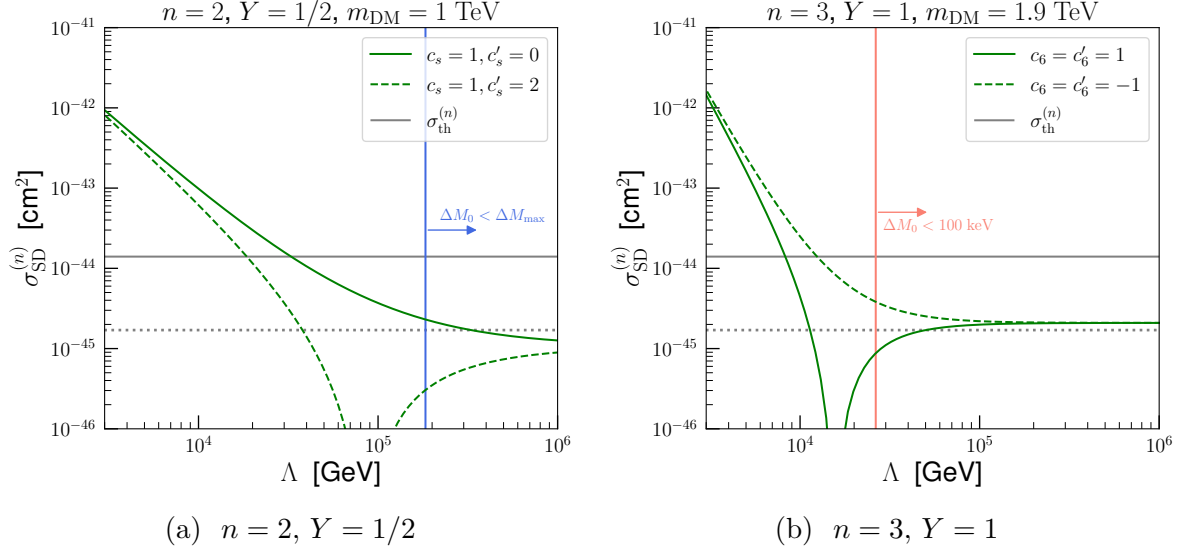 n = 2, Y = 1/2, m_DM = 1 TeV
10^−41
10^−42
10^−43
10^−44
10^−45
10^−46
σ_SD^(n) [cm^2]
c_s = 1, c′_s = 0
c_s = 1, c′_s = 2
σ_th^(n)
ΔM_0 < ΔM_max
10^4
10^5
10^6
Λ [GeV]
(a) n = 2, Y = 1/2
n = 3, Y = 1, m_DM = 1.9 TeV
10^−41
10^−42
10^−43
10^−44
10^−45
10^−46
σ_SD^(n) [cm^2]
c_6 = c′_6 = 1
c_6 = c′_6 = −1
σ_th^(n)
ΔM_0 < 100 keV
10^4
10^5
10^6
Λ [GeV]
(b) n = 3, Y = 1